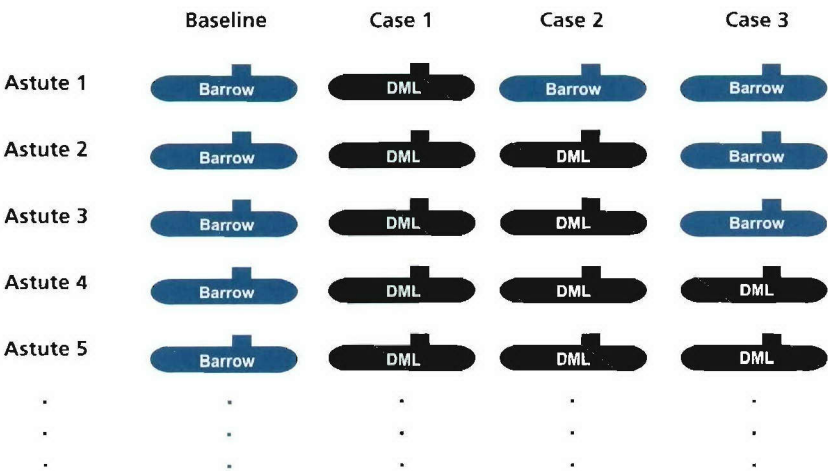 Baseline Case 1 Case 2 Case 3
Astute 1 Barrow DML Barrow Barrow
Astute 2 Barrow DML DML Barrow
Astute 3 Barrow DML DML Barrow
Astute 4 Barrow DML DML DML
Astute 5 Barrow DML DML DML